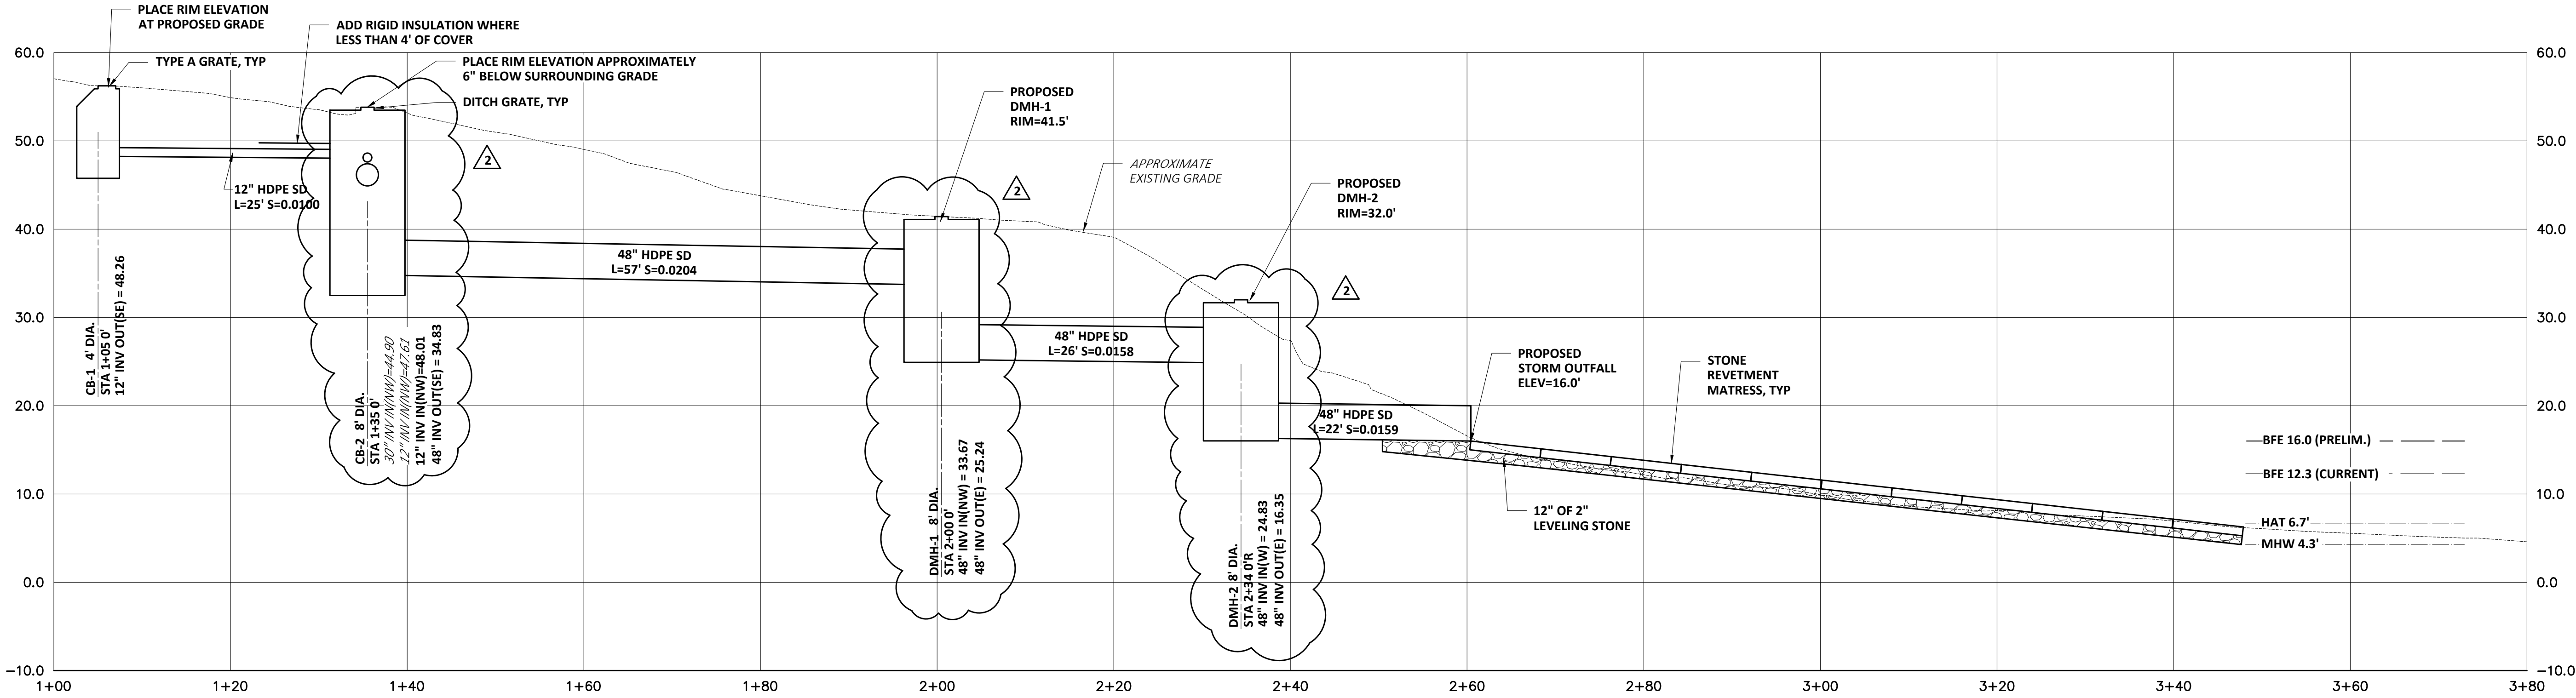 PLACE RIM ELEVATION
AT PROPOSED GRADE
ADD RIGID INSULATION WHERE
LESS THAN 4' OF COVER
TYPE A GRATE, TYP
PLACE RIM ELEVATION APPROXIMATELY
6" BELOW SURROUNDING GRADE
DITCH GRATE, TYP
PROPOSED
DMH-1
RIM=41.5'
APPROXIMATE
EXISTING GRADE
PROPOSED
DMH-2
RIM=32.0'
2
2
2
12" HDPE SD
L=25' S=0.0100
48" HDPE SD
L=57' S=0.0204
48" HDPE SD
L=26' S=0.0158
48" HDPE SD
L=22' S=0.0159
PROPOSED
STORM OUTFALL
ELEV=16.0'
STONE
REVETMENT
MATRESS, TYP
12" OF 2"
LEVELING STONE
BFE 16.0 (PRELIM.)
BFE 12.3 (CURRENT)
HAT 6.7'
MHW 4.3'
CB-1 4' DIA.
STA 1+05 0'
12" INV OUT(SE) = 48.26
CB-2 8' DIA.
STA 1+35 0'
30" INV IN(NW)=44.90
12" INV IN(NW)=47.61
12" INV IN(NW)=48.01
48" INV OUT(SE) = 34.83
DMH-1 8' DIA.
STA 2+00 0'
48" INV IN(NW) = 33.67
48" INV OUT(E) = 25.24
DMH-2 8' DIA.
STA 2+34 0'R
48" INV IN(W) = 24.83
48" INV OUT(E) = 16.35
60.0
50.0
40.0
30.0
20.0
10.0
0.0
-10.0
60.0
50.0
40.0
30.0
20.0
10.0
0.0
-10.0
1+00 1+20 1+40 1+60 1+80 2+00 2+20 2+40 2+60 2+80 3+00 3+20 3+40 3+60 3+80